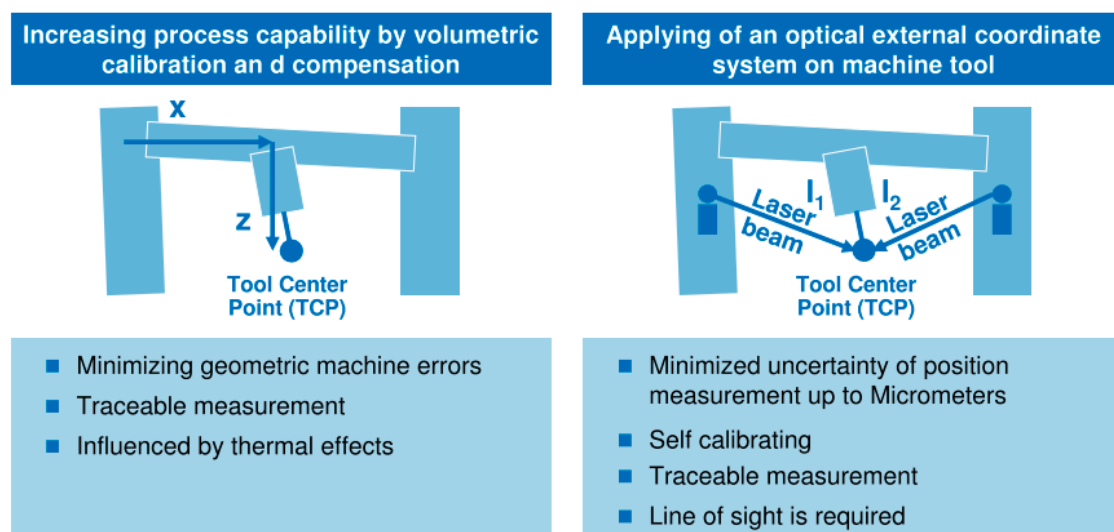 Increasing process capability by volumetric
calibration an d compensation
X
Z
Tool Center
Point (TCP)
Minimizing geometric machine errors
Traceable measurement
Influenced by thermal effects
Applying of an optical external coordinate
system on machine tool
l1
l2
Laser
beam
Laser
beam
Tool Center
Point (TCP)
Minimized uncertainty of position
measurement up to Micrometers
Self calibrating
Traceable measurement
Line of sight is required